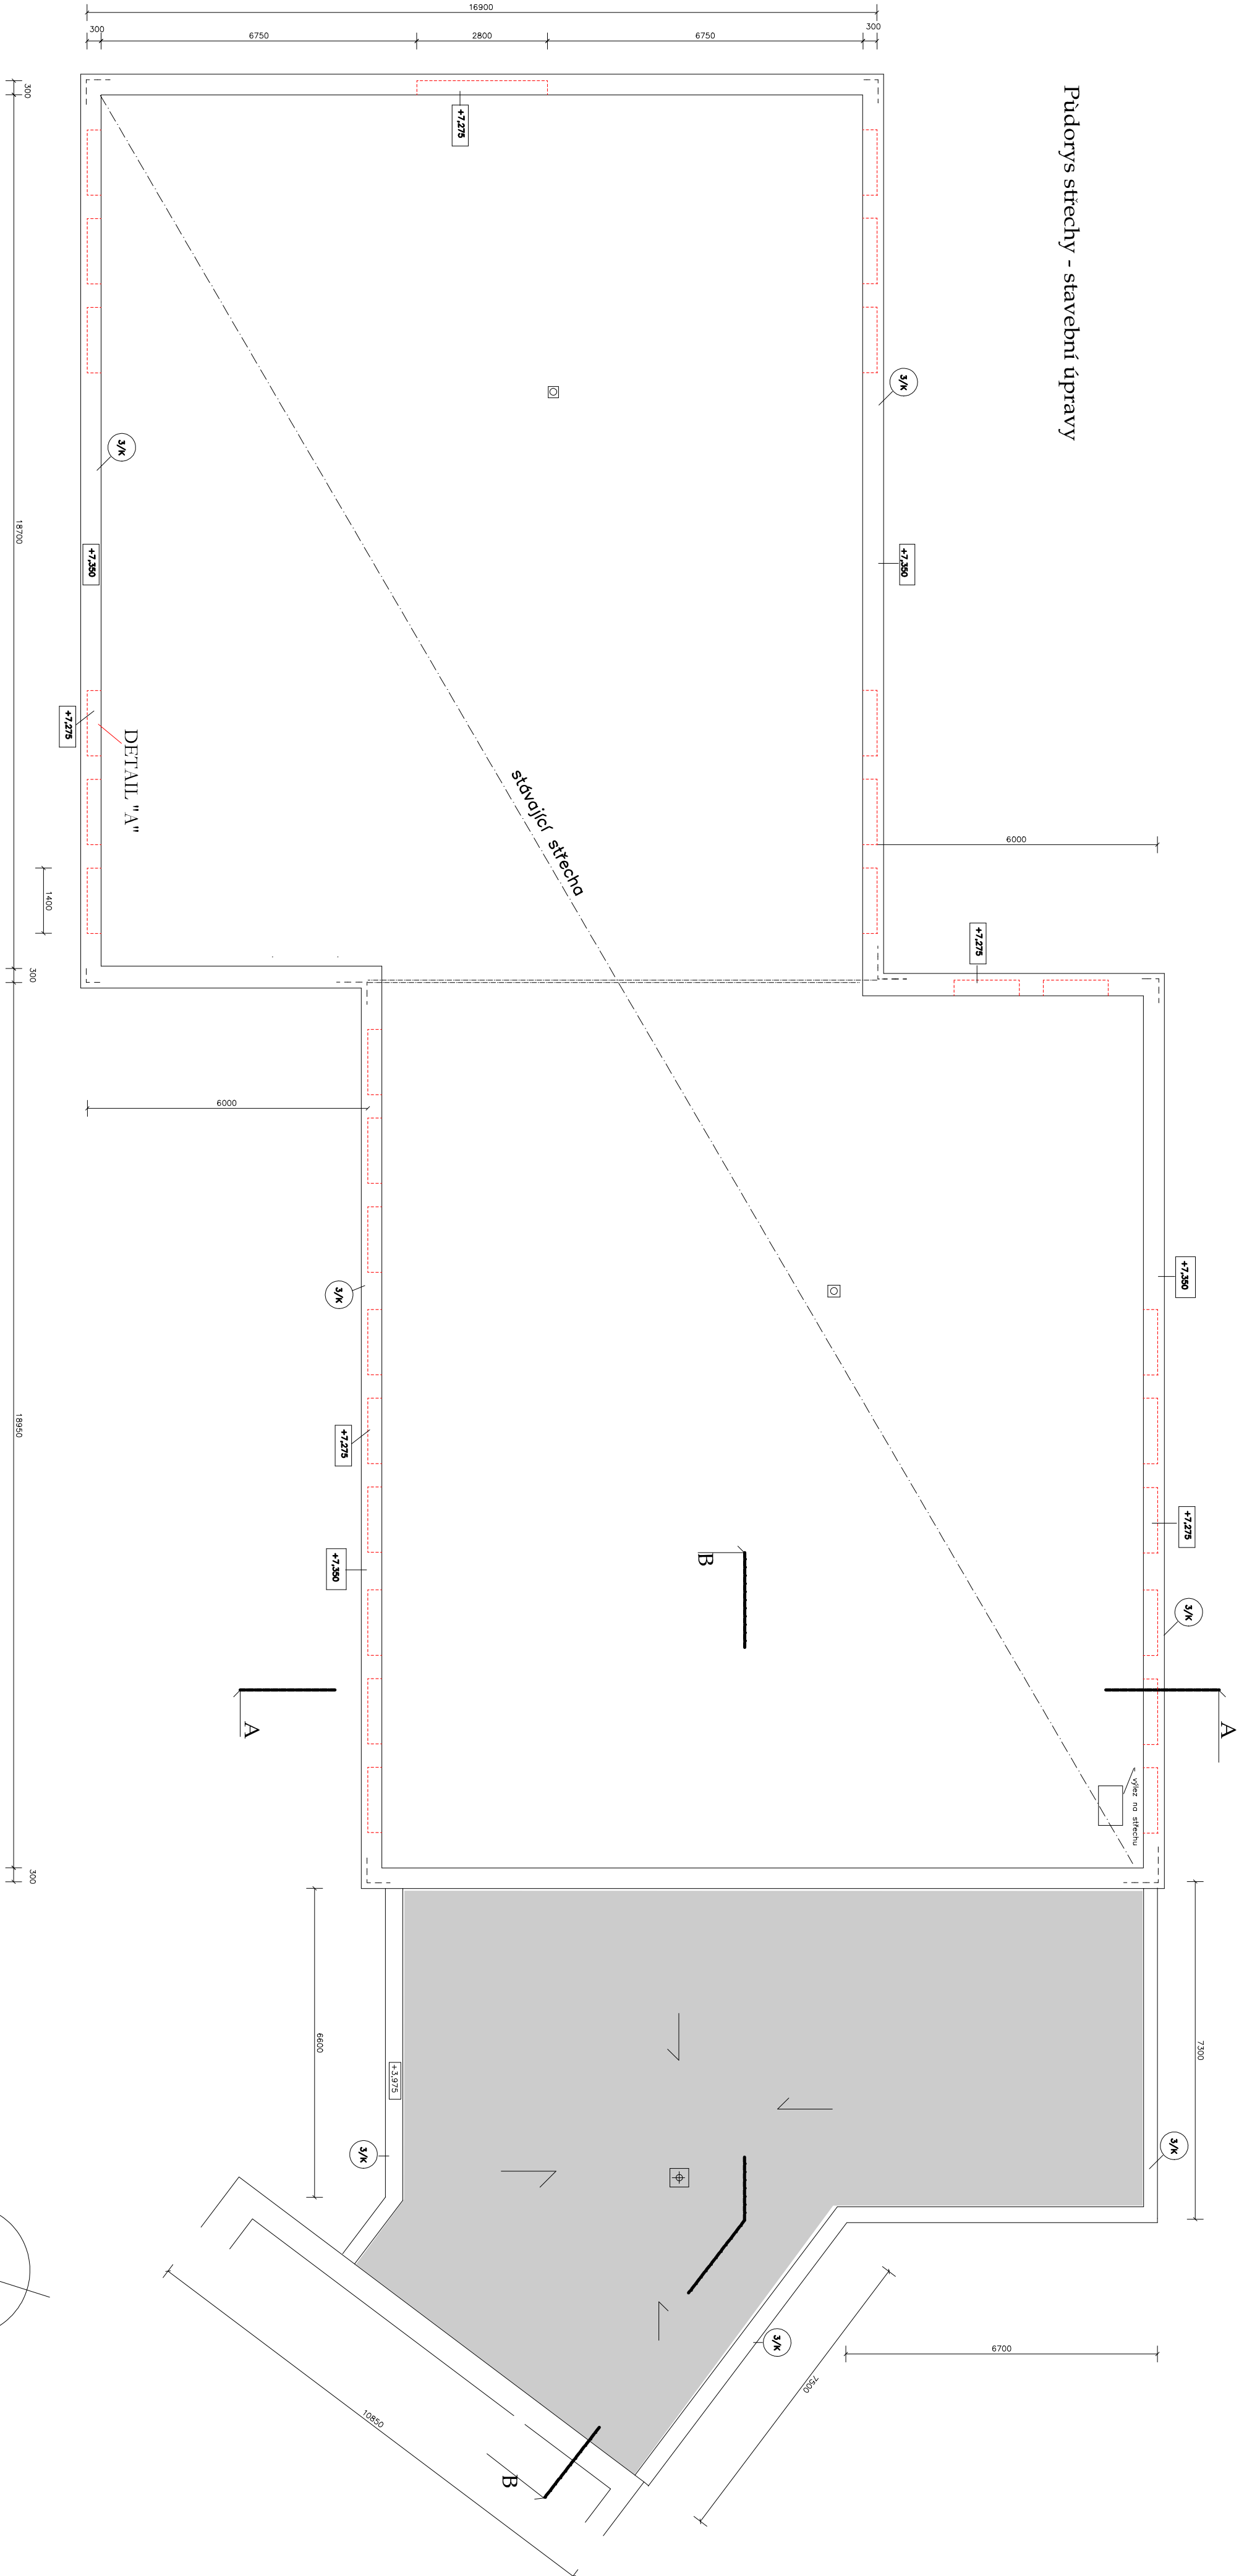 Pùdorys střechy - stavební úpravy
16900
300
6750
2800
6750
300
+7,275
300
3/K
3/K
18700
+7,350
+7,350
+7,275
DETAIL "A"
stávající střecha
6000
1400
+7,275
300
6000
+7,350
3/K
18950
+7,275
+7,275
B
+7,350
3/K
A
A
výlez na střechu
300
6600
7300
+3.975
3/K
3/K
3/K
6700
7500
10850
B